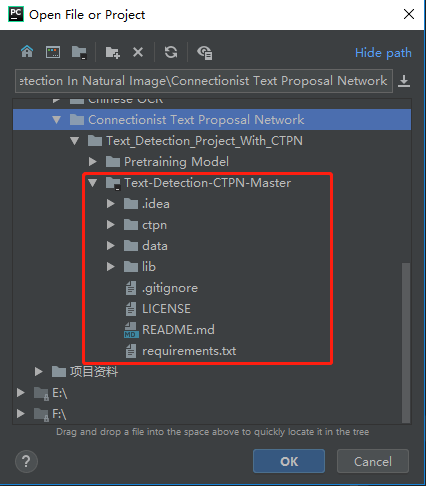 PC
Open File or Project
Hide path
etection In Natural Image\Connectionist Text Proposal Network
Chinese OCR
Connectionist Text Proposal Network
Text_Detection_Project_With_CTPN
Pretraining Model
Text-Detection-CTPN-Master
.idea
ctpn
data
lib
.gitignore
LICENSE
MD
README.md
requirements.txt
项目资料
E:\
F:\
Drag and drop a file into the space above to quickly locate it in the tree
?
OK
Cancel